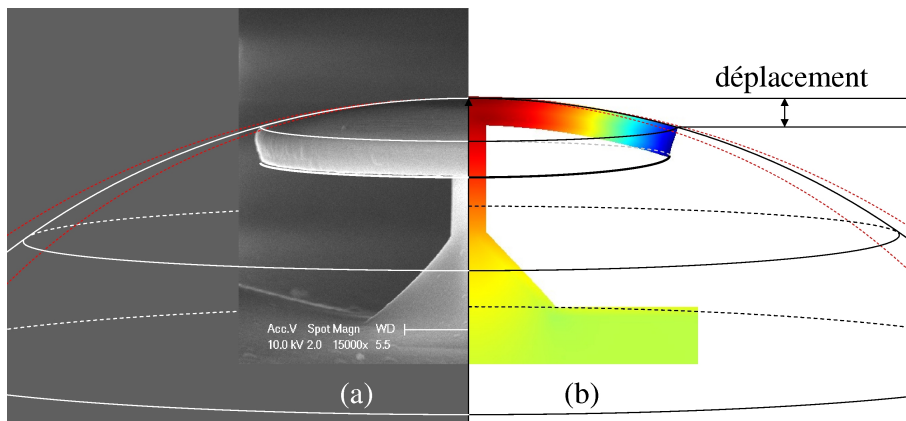 déplacement
Acc.V Spot Magn WD
10.0 kV 2.0 15000x 5.5
(a)
(b)